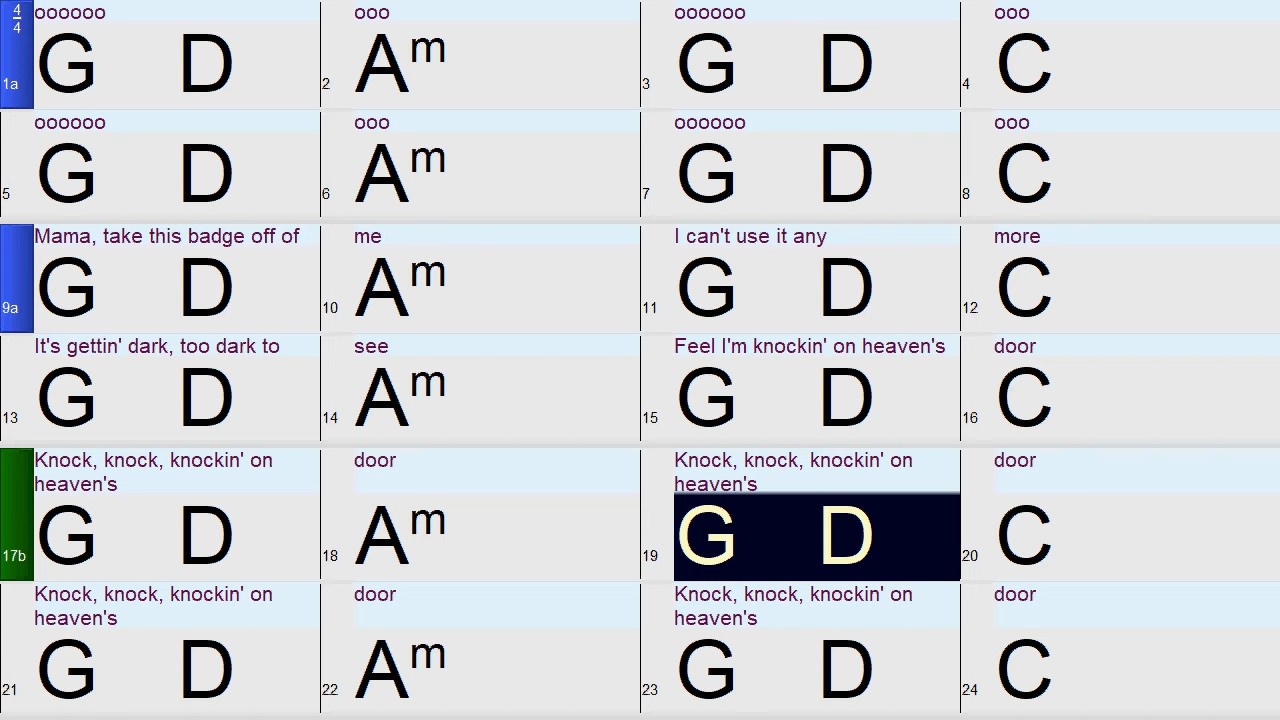 4
4
oooooo ooo oooooo ooo
1a G D 2 Am 3 G D 4 C
oooooo ooo oooooo ooo
5 G D 6 Am 7 G D 8 C
Mama, take this badge off of me I can't use it any more
9a G D 10 Am 11 G D 12 C
It's gettin' dark, too dark to see Feel I'm knockin' on heaven's door
13 G D 14 Am 15 G D 16 C
Knock, knock, knockin' on door Knock, knock, knockin' on door
heaven's heaven's
17b G D 18 Am 19 G D 20 C
Knock, knock, knockin' on door Knock, knock, knockin' on door
heaven's heaven's
21 G D 22 Am 23 G D 24 C